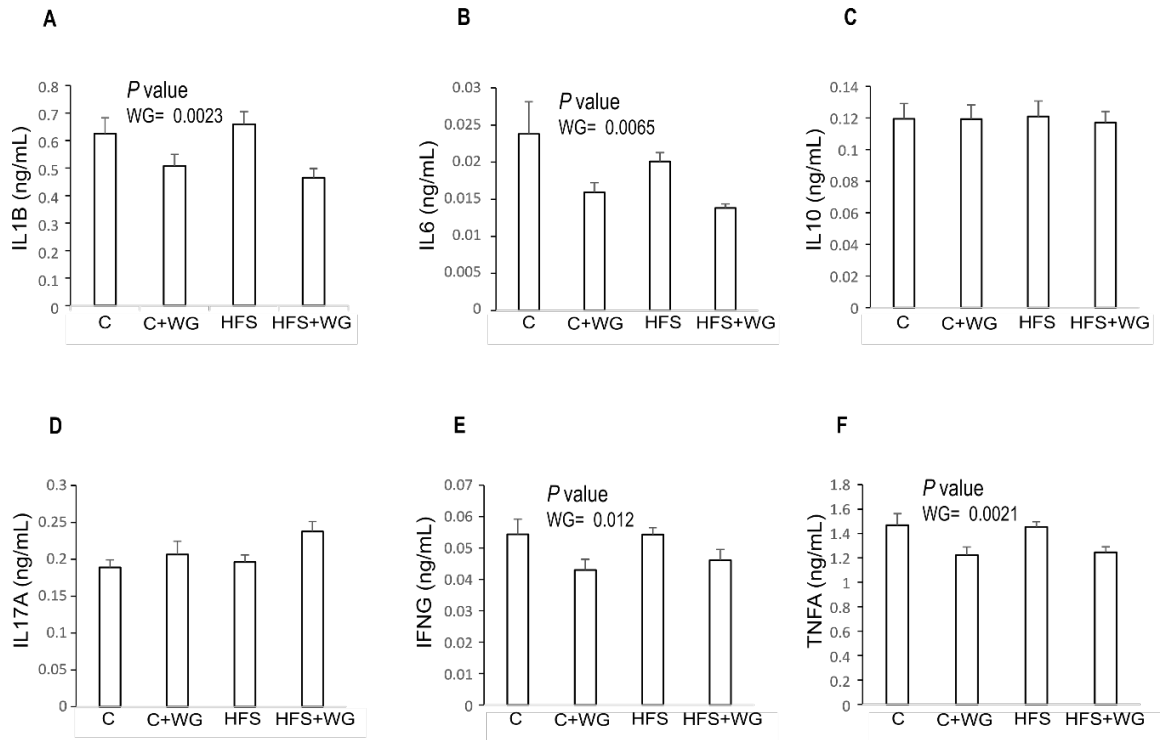 A
IL1B (ng/mL)
0.8
0.7
0.6
0.5
0.4
0.3
0.2
0.1
0
P value
WG= 0.0023
C C+WG HFS HFS+WG
B
IL6 (ng/mL)
0.03
0.025
0.02
0.015
0.01
0.005
0
P value
WG= 0.0065
C C+WG HFS HFS+WG
C
IL10 (ng/mL)
0.14
0.12
0.1
0.08
0.06
0.04
0.02
0
C C+WG HFS HFS+WG
D
IL17A (ng/mL)
0.3
0.25
0.2
0.15
0.1
0.05
0
C C+WG HFS HFS+WG
E
IFNG (ng/mL)
0.07
0.06
0.05
0.04
0.03
0.02
0.01
0
P value
WG= 0.012
C C+WG HFS HFS+WG
F
TNFA (ng/mL)
1.8
1.6
1.4
1.2
1
0.8
0.6
0.4
0.2
0
P value
WG= 0.0021
C C+WG HFS HFS+WG